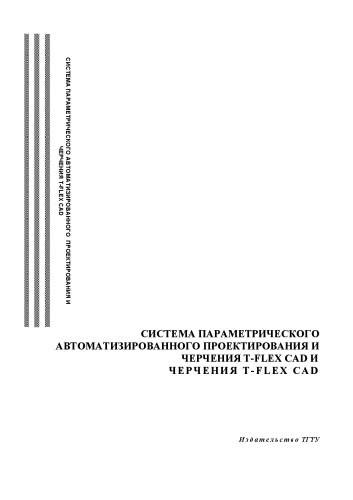 СИСТЕМА ПАРАМЕТРИЧЕСКОГО АВТОМАТИЗИРОВАННОГО ПРОЕКТИРОВАНИЯ И
ЧЕРЧЕНИЯ T-FLEX CAD
СИСТЕМА ПАРАМЕТРИЧЕСКОГО
АВТОМАТИЗИРОВАННОГО ПРОЕКТИРОВАНИЯ И
ЧЕРЧЕНИЯ T-FLEX CAD И
ЧЕРЧЕНИЯ T-FLEX CAD
Издательство ТГТУ